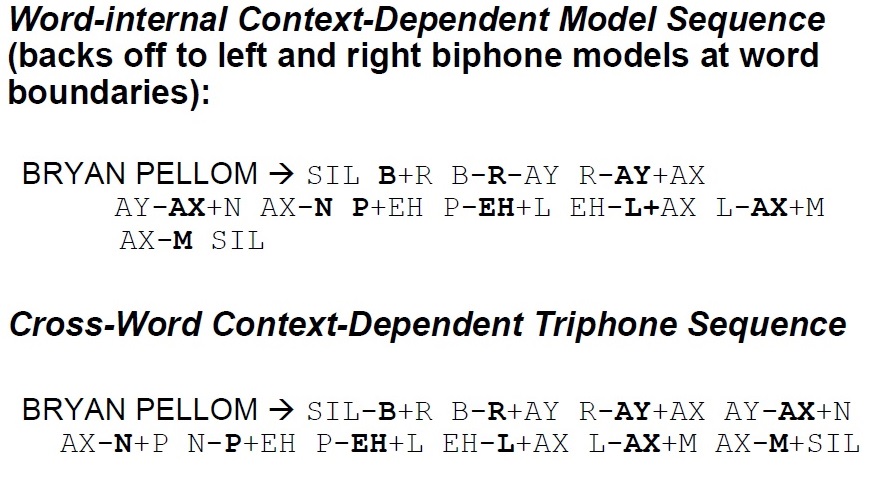 Word-internal Context-Dependent Model Sequence
(backs off to left and right biphone models at word
boundaries):
BRYAN PELLOM → SIL B+R B-R-AY R-AY+AX
AY-AX+N AX-N P+EH P-EH+L EH-L+AX L-AX+M
AX-M SIL
Cross-Word Context-Dependent Triphone Sequence
BRYAN PELLOM → SIL-B+R B-R+AY R-AY+AX AY-AX+N
AX-N+P N-P+EH P-EH+L EH-L+AX L-AX+M AX-M+SIL